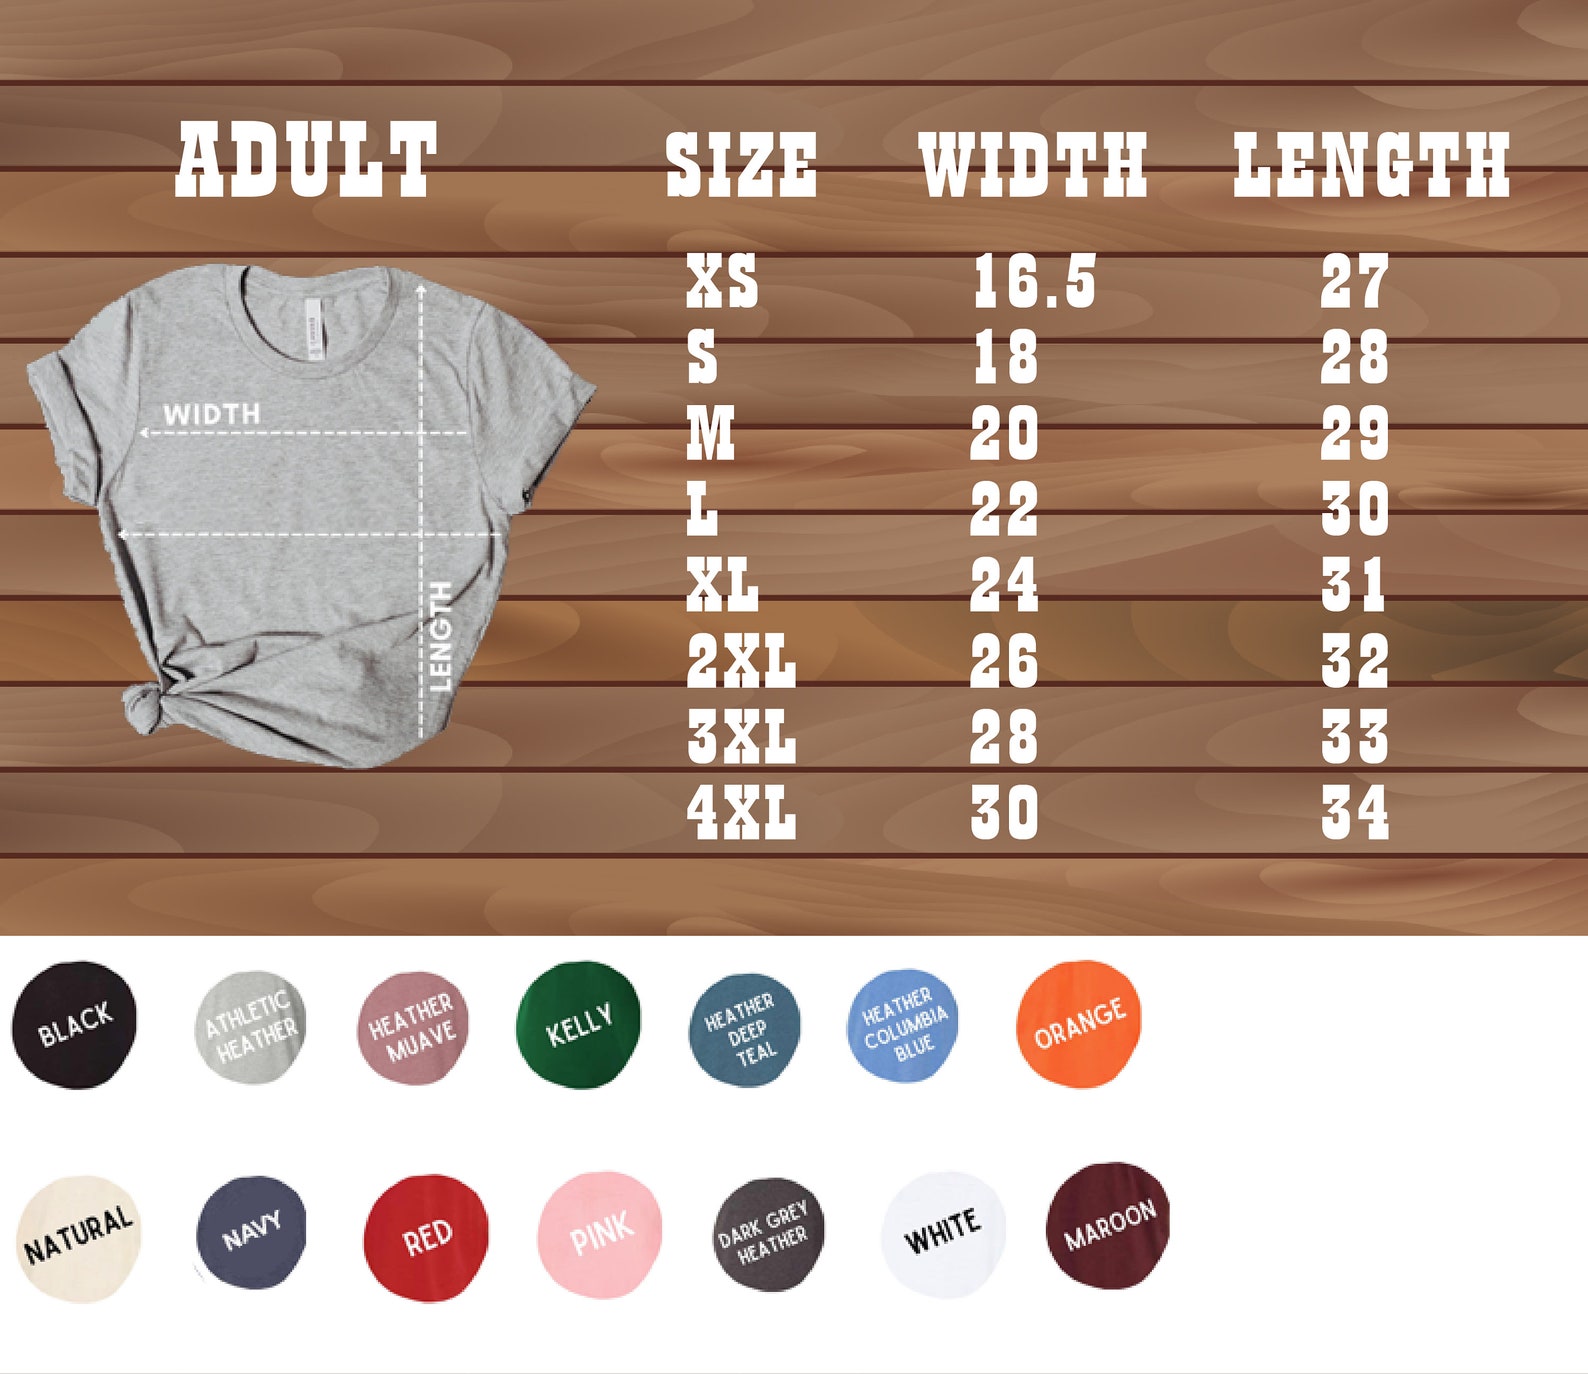 ADULT SIZE WIDTH LENGTH
XS 16.5 27
S 18 28
M 20 29
L 22 30
XL 24 31
2XL 26 32
3XL 28 33
4XL 30 34
WIDTH
LENGTH
BLACK
ATHLETIC
HEATHER
HEATHER
MUAVE
KELLY
HEATHER
DEEP
TEAL
HEATHER
COLUMBIA
BLUE
ORANGE
NATURAL
NAVY
RED
PINK
DARK GREY
HEATHER
WHITE
MAROON